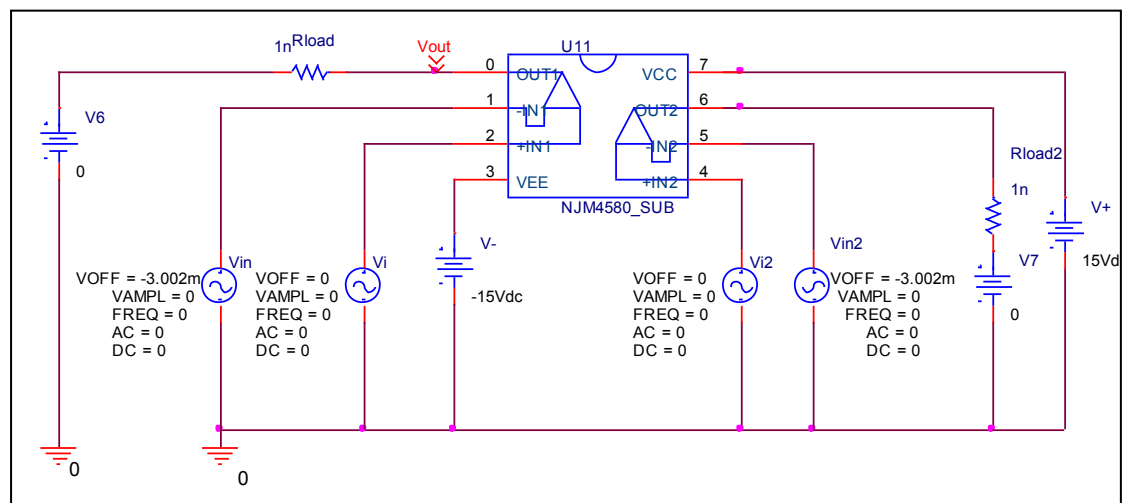 1n
Rload
Vout
U11
V6
0
0
OUT1
1
-IN1
2
+IN1
3
VEE
VCC
7
OUT2
6
-IN2
5
+IN2
4
NJM4580_SUB
Rload2
1n
V+
15Vd
V7
0
Vin
VOFF = -3.002m
VAMPL = 0
FREQ = 0
AC = 0
DC = 0
Vi
VOFF = 0
VAMPL = 0
FREQ = 0
AC = 0
DC = 0
V-
-15Vdc
Vi2
VOFF = 0
VAMPL = 0
FREQ = 0
AC = 0
DC = 0
Vin2
VOFF = -3.002m
VAMPL = 0
FREQ = 0
AC = 0
DC = 0
0
0